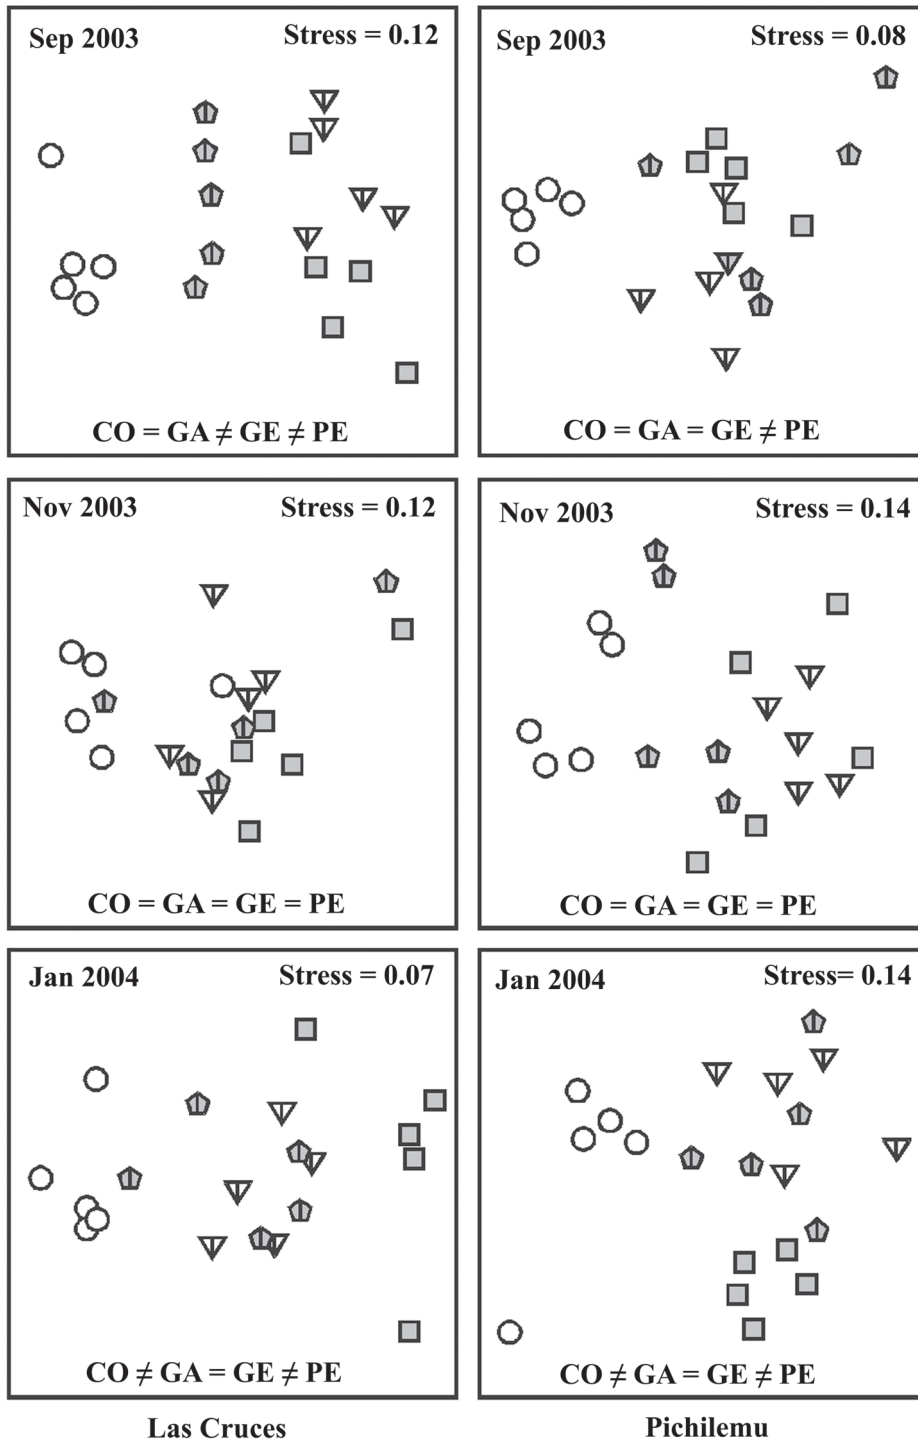 Sep 2003 Stress = 0.12
CO = GA ≠ GE ≠ PE
Sep 2003 Stress = 0.08
CO = GA = GE ≠ PE
Nov 2003 Stress = 0.12
CO = GA = GE = PE
Nov 2003 Stress = 0.14
CO = GA = GE = PE
Jan 2004 Stress = 0.07
CO ≠ GA = GE ≠ PE
Jan 2004 Stress= 0.14
CO ≠ GA = GE ≠ PE
Las Cruces
Pichilemu